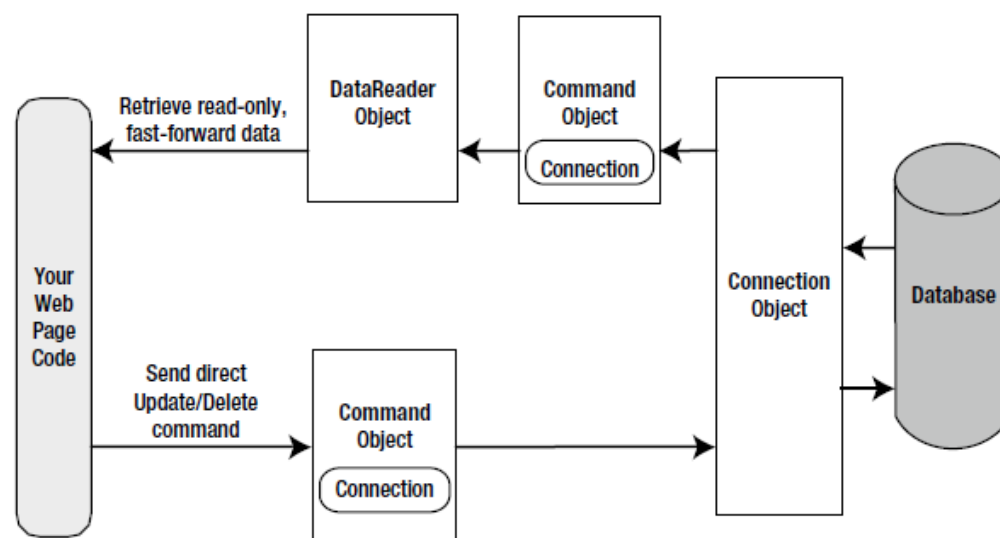 Retrieve read-only,
fast-forward data
DataReader
Object
Command
Object
Connection
Your
Web
Page
Code
Connection
Object
Database
Send direct
Update/Delete
command
Command
Object
Connection